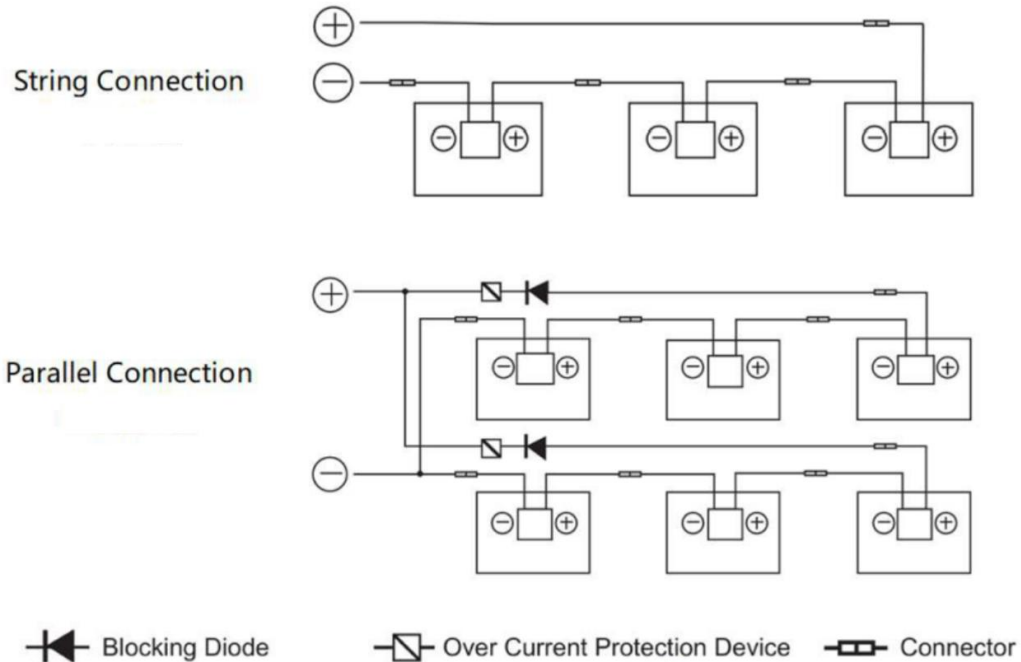 String Connection
Parallel Connection
Blocking Diode
Over Current Protection Device
Connector